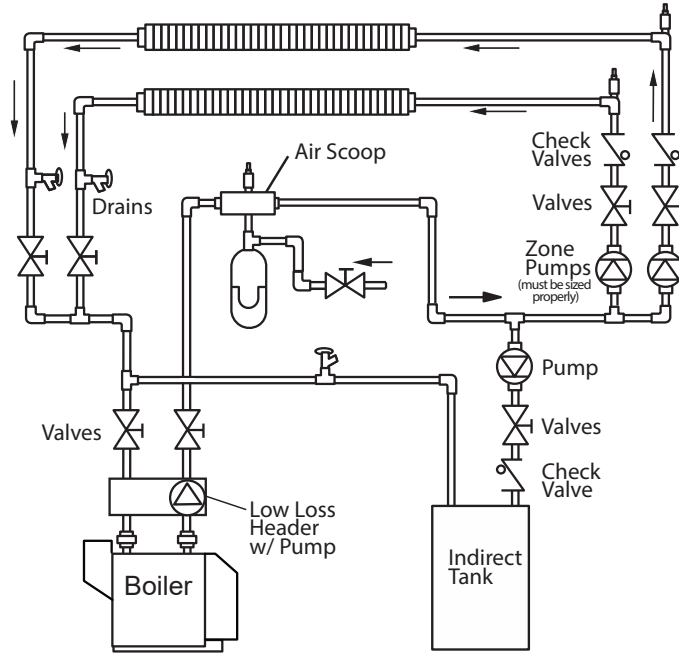 Air Scoop
Check
Valves
Drains
Valves
Zone
Pumps
(must be sized
properly)
Pump
Valves
Valves
Check
Valve
Low Loss
Header
w/ Pump
Indirect
Tank
Boiler